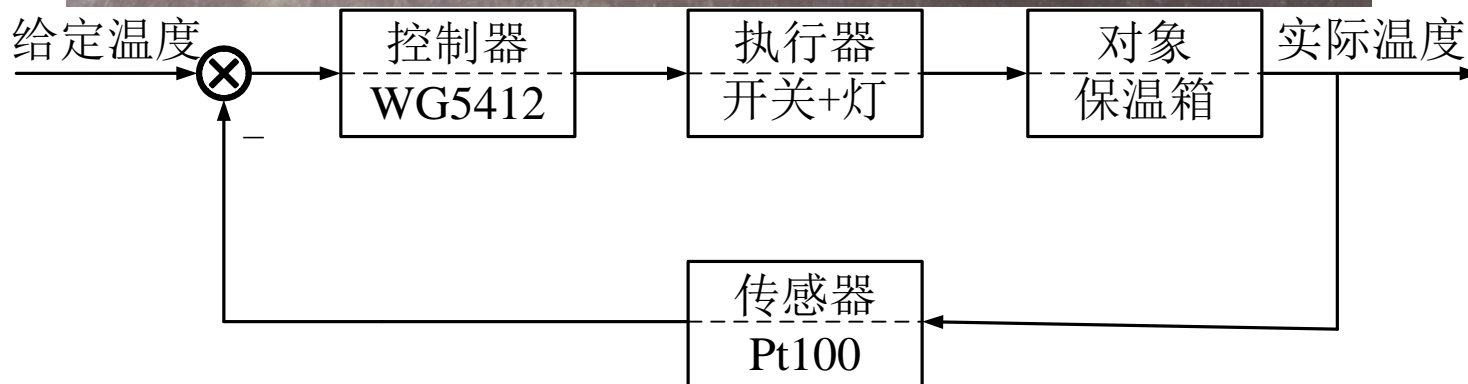 给定温度
控制器
WG5412
执行器
开关+灯
对象
保温箱
实际温度
−
传感器
Pt100